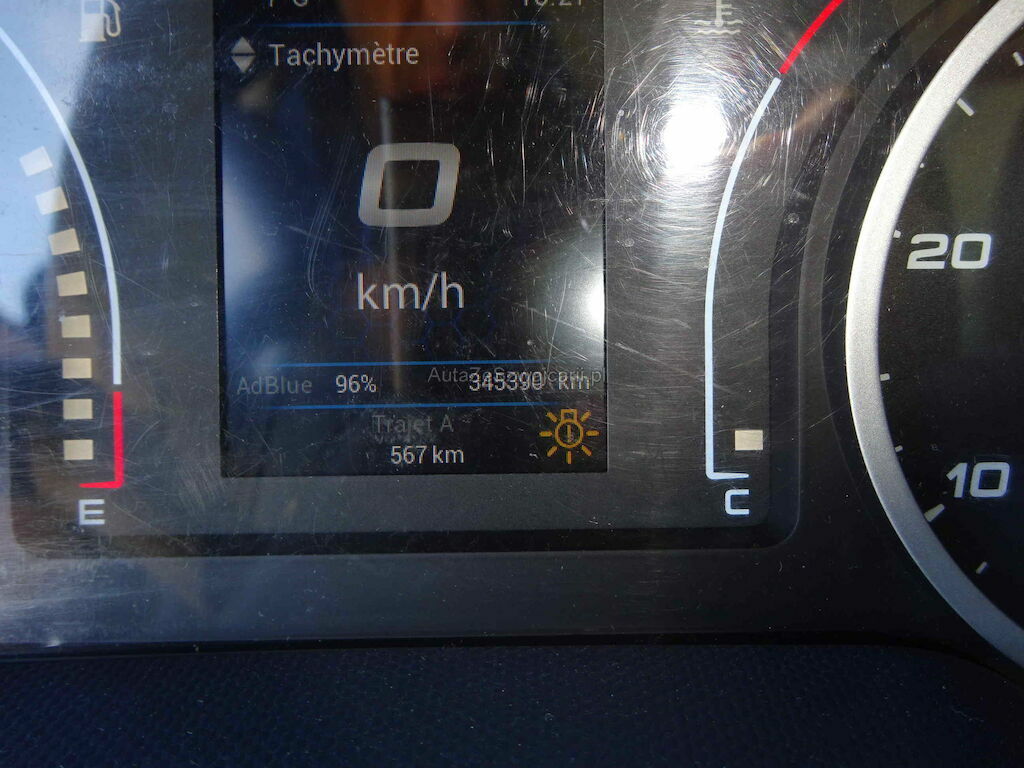 Tachymètre
0
km/h
AdBlue 96% 345390 km
Trajet A
567 km
E
C
20
10